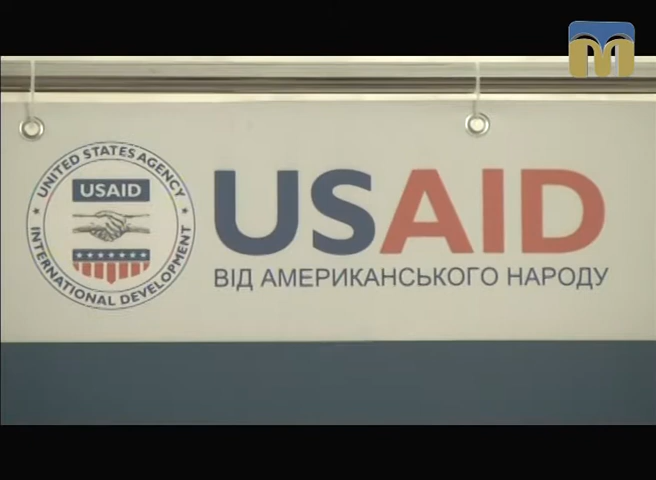 UNITED STATES AGENCY
USAID
INTERNATIONAL DEVELOPMENT
USAID
ВІД АМЕРИКАНСЬКОГО НАРОДУ